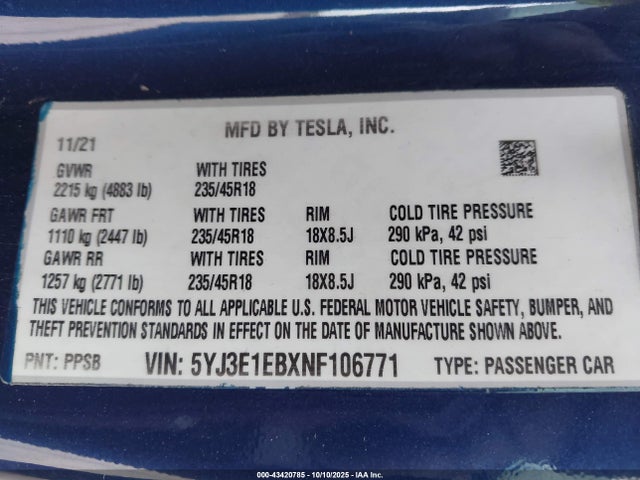 MFD BY TESLA, INC.
11/21
GVWR WITH TIRES
2215 kg (4883 lb) 235/45R18
GAWR FRT WITH TIRES RIM COLD TIRE PRESSURE
1110 kg (2447 lb) 235/45R18 18X8.5J 290 kPa, 42 psi
GAWR RR WITH TIRES RIM COLD TIRE PRESSURE
1257 kg (2771 lb) 235/45R18 18X8.5J 290 kPa, 42 psi
THIS VEHICLE CONFORMS TO ALL APPLICABLE U.S. FEDERAL MOTOR VEHICLE SAFETY, BUMPER, AND
THEFT PREVENTION STANDARDS IN EFFECT ON THE DATE OF MANUFACTURE SHOWN ABOVE.
PNT: PPSB VIN: 5YJ3E1EBXNF106771 TYPE: PASSENGER CAR
000-43420785 - 10/10/2025 - IAA Inc.